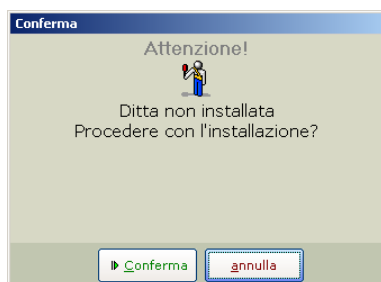 Conferma
Attenzione!
Ditta non installata
Procedere con l'installazione?
Conferma
annulla